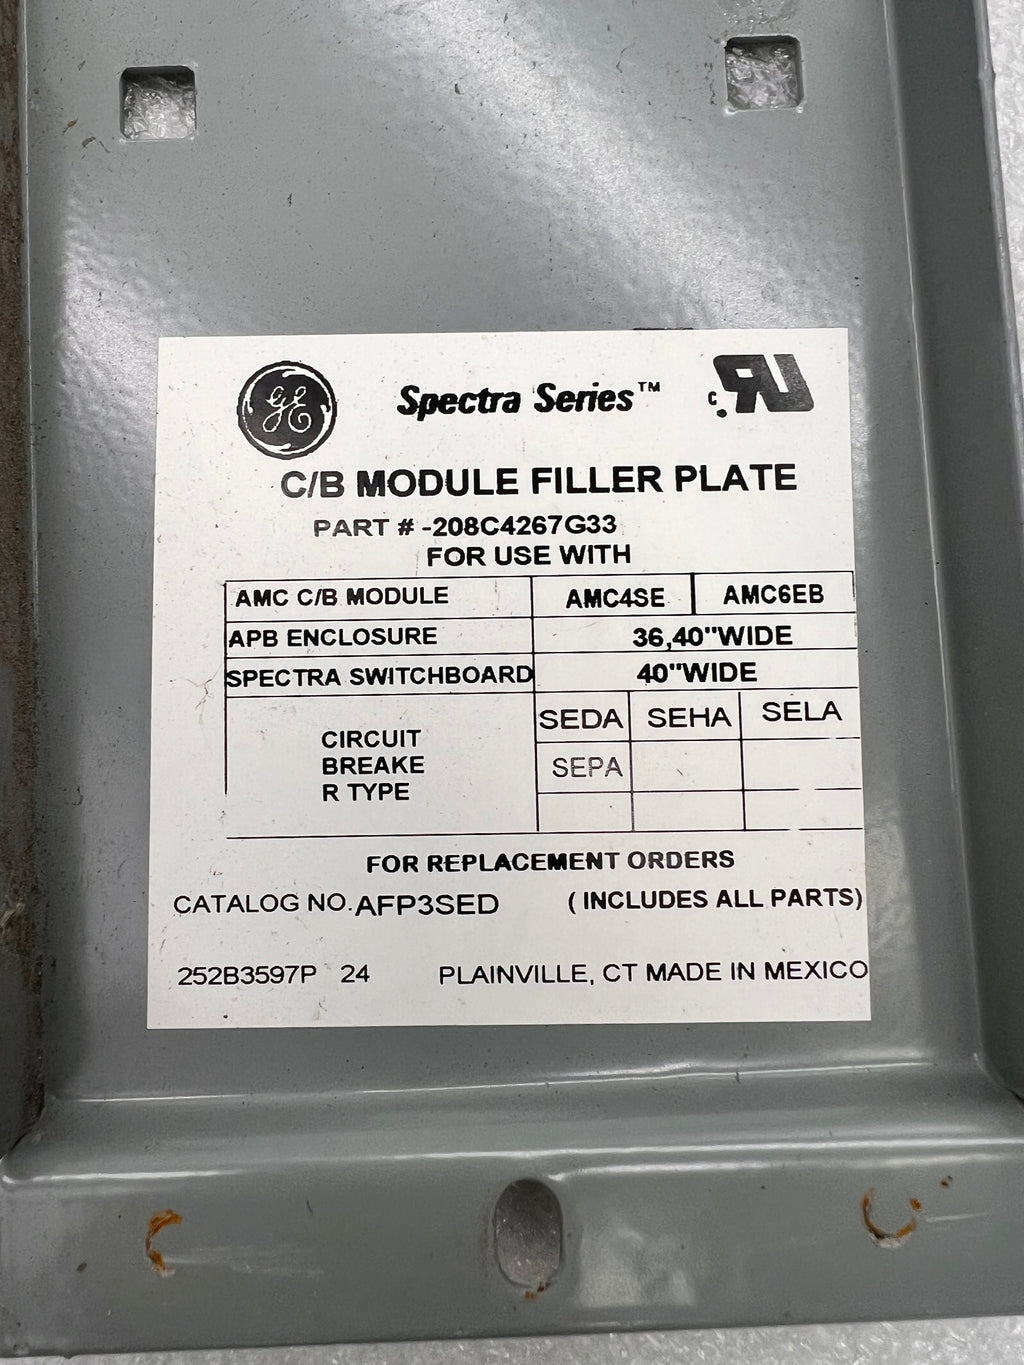 GE Spectra Series™ c RU
C/B MODULE FILLER PLATE
PART # -208C4267G33
FOR USE WITH
AMC C/B MODULE AMC4SE AMC6EB
APB ENCLOSURE 36,40"WIDE
SPECTRA SWITCHBOARD 40"WIDE
SEDA SEHA SELA
CIRCUIT
BREAKE SEPA
R TYPE
FOR REPLACEMENT ORDERS
CATALOG NO. AFP3SED (INCLUDES ALL PARTS)
252B3597P 24 PLAINVILLE, CT MADE IN MEXICO